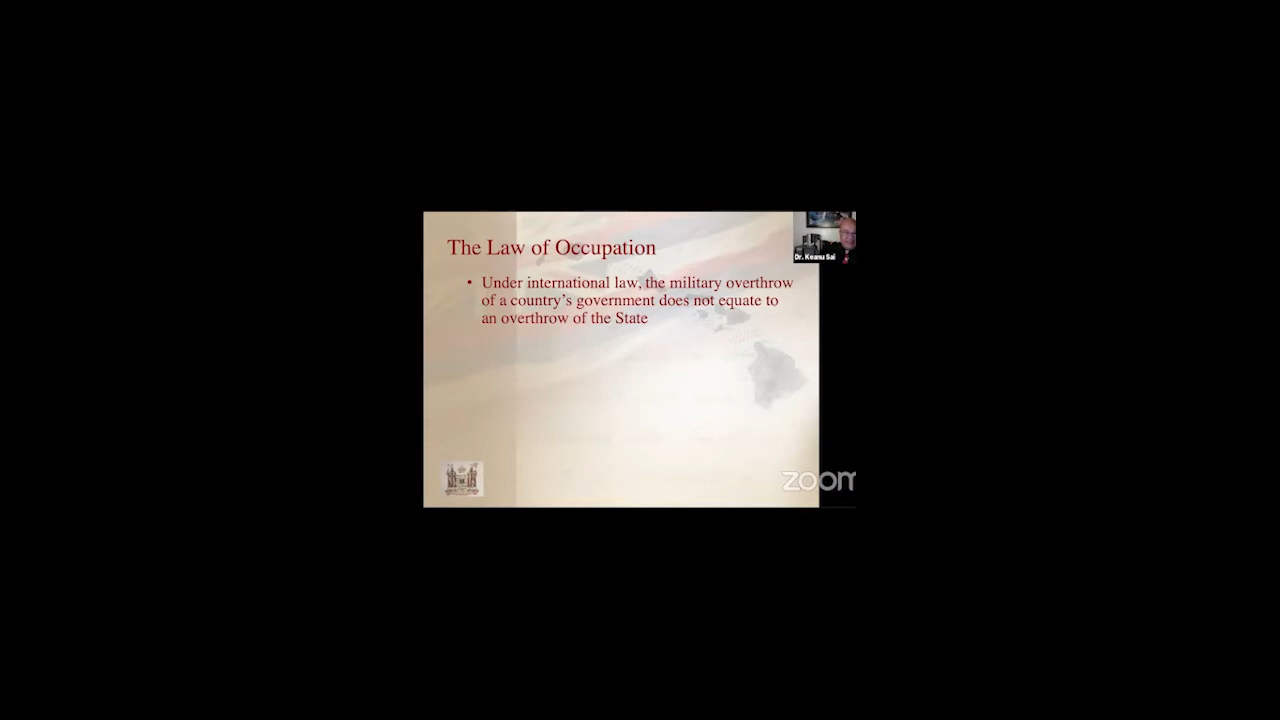 The Law of Occupation
• Under international law, the military overthrow
of a country's government does not equate to
an overthrow of the State
Dr. Keanu Sai
zoom